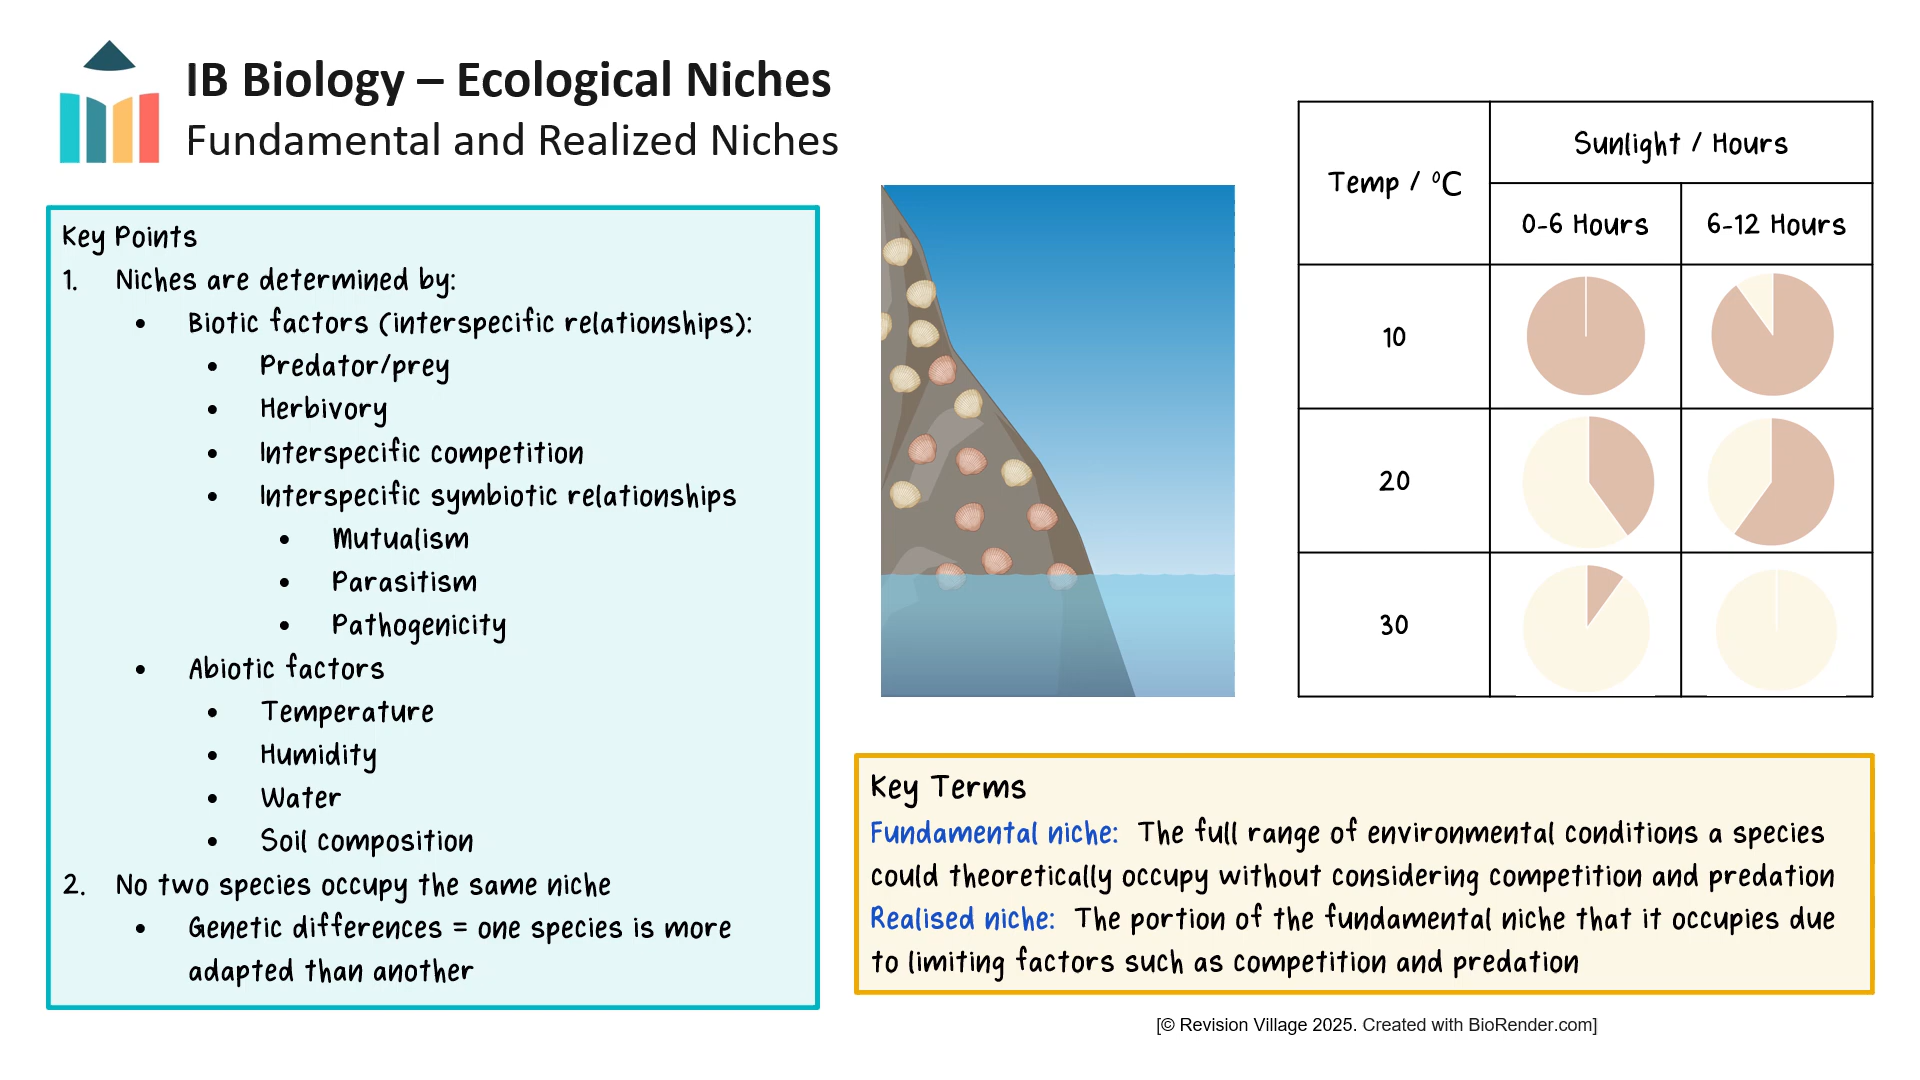 IB Biology – Ecological Niches
Fundamental and Realized Niches
Key Points
1. Niches are determined by:
• Biotic factors (interspecific relationships):
• Predator/prey
• Herbivory
• Interspecific competition
• Interspecific symbiotic relationships
• Mutualism
• Parasitism
• Pathogenicity
• Abiotic factors
• Temperature
• Humidity
• Water
• Soil composition
2. No two species occupy the same niche
• Genetic differences = one species is more
adapted than another
Temp / ⁰C
Sunlight / Hours
0-6 Hours
6-12 Hours
10
20
30
Key Terms
Fundamental niche: The full range of environmental conditions a species
could theoretically occupy without considering competition and predation
Realised niche: The portion of the fundamental niche that it occupies due
to limiting factors such as competition and predation
[© Revision Village 2025. Created with BioRender.com]